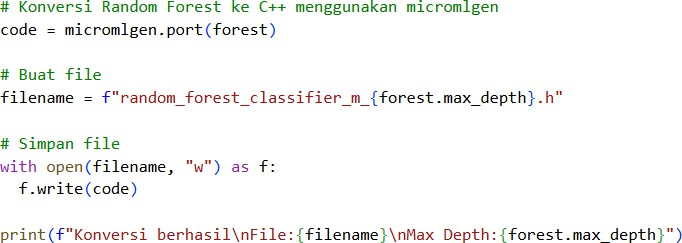 # Konversi Random Forest ke C++ menggunakan micromlgen
code = micromlgen.port(forest)

# Buat file
filename = f"random_forest_classifier_m_{forest.max_depth}.h"

# Simpan file
with open(filename, "w") as f:
  f.write(code)

print(f"Konversi berhasil\nFile:{filename}\nMax Depth:{forest.max_depth}")